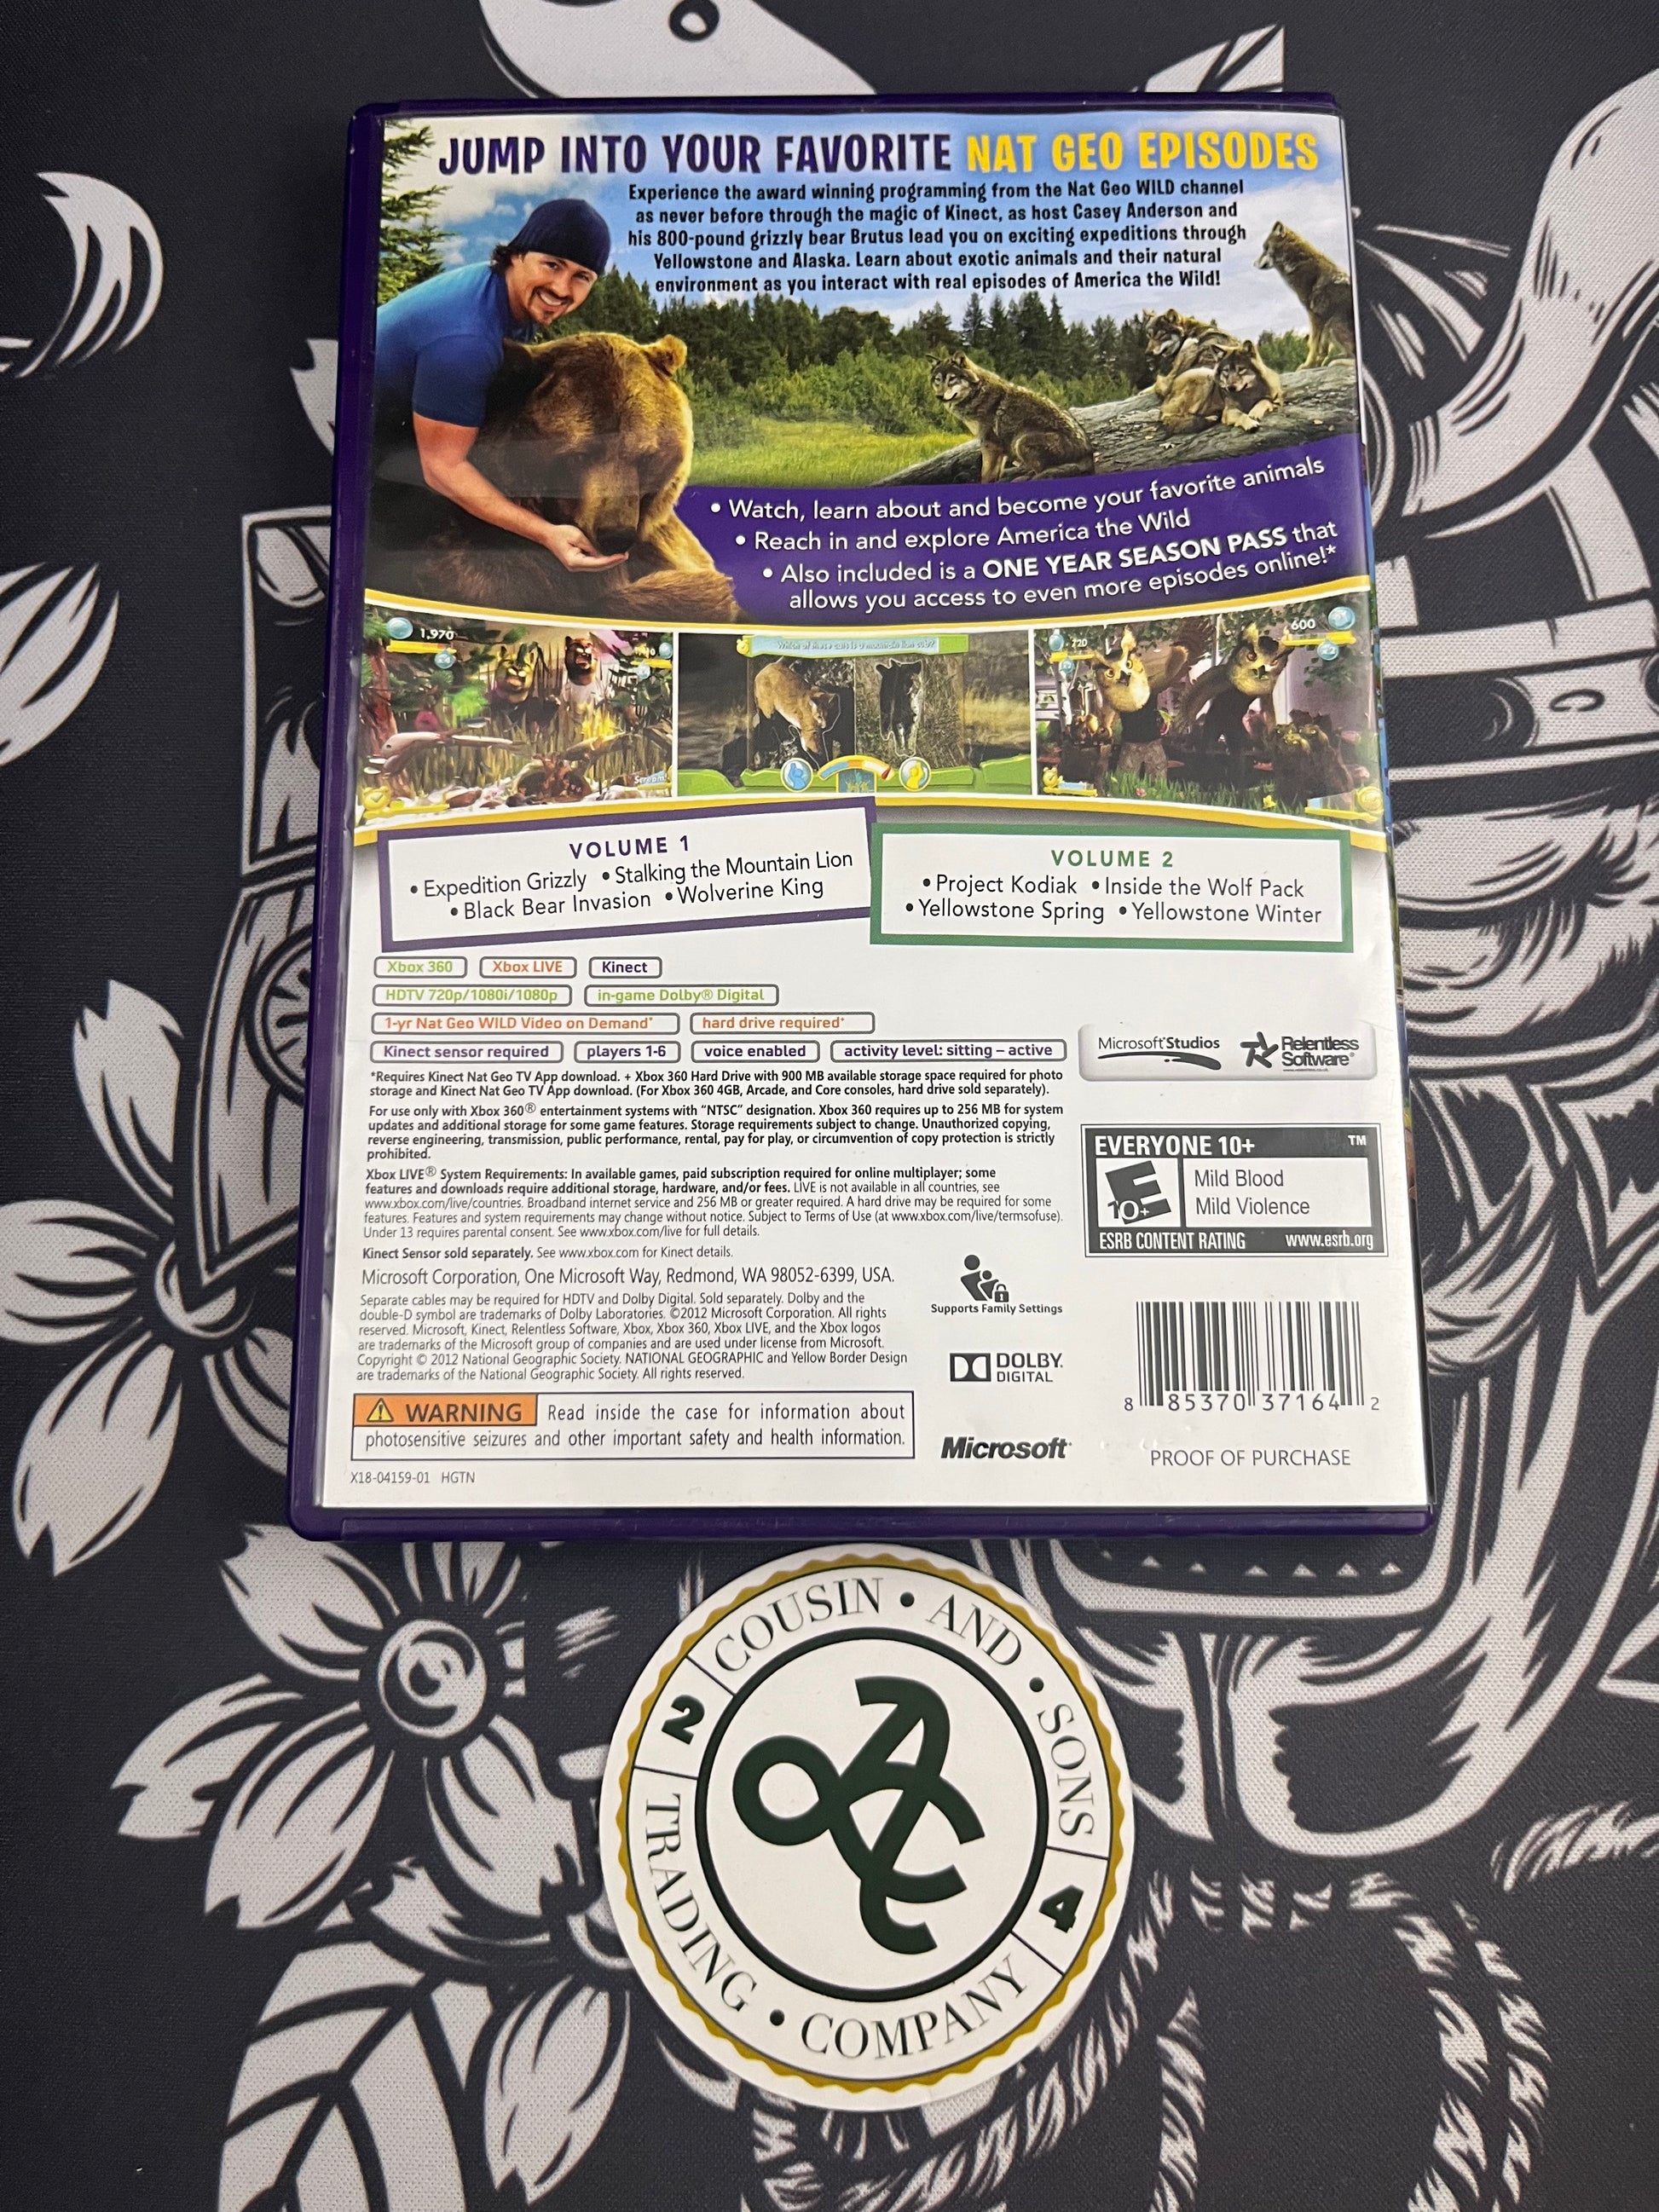 JUMP INTO YOUR FAVORITE NAT GEO EPISODES
Experience the award winning programming from the Nat Geo WILD channel
as never before through the magic of Kinect, as host Casey Anderson and
his 800-pound grizzly bear Brutus lead you on exciting expeditions through
Yellowstone and Alaska. Learn about exotic animals and their natural
environment as you interact with real episodes of America the Wild!
• Watch, learn about and become your favorite animals
• Reach in and explore America the Wild
• Also included is a ONE YEAR SEASON PASS that
allows you access to even more episodes online!*
1,970
Which of these cats is a mountain lion cub?
720
600
VOLUME 1
• Expedition Grizzly • Stalking the Mountain Lion
• Black Bear Invasion • Wolverine King
VOLUME 2
• Project Kodiak • Inside the Wolf Pack
• Yellowstone Spring • Yellowstone Winter
Xbox 360 Xbox LIVE Kinect
HDTV 720p/1080i/1080p in-game Dolby® Digital
1-yr Nat Geo WILD Video on Demand* hard drive required*
Kinect sensor required players 1-6 voice enabled activity level: sitting – active
Microsoft Studios Relentless Software®
*Requires Kinect Nat Geo TV App download. + Xbox 360 Hard Drive with 900 MB available storage space required for photo
storage and Kinect Nat Geo TV App download. (For Xbox 360 4GB, Arcade, and Core consoles, hard drive sold separately).
For use only with Xbox 360® entertainment systems with "NTSC" designation. Xbox 360 requires up to 256 MB for system
updates and additional storage for some game features. Storage requirements subject to change. Unauthorized copying,
reverse engineering, transmission, public performance, rental, pay for play, or circumvention of copy protection is strictly
prohibited.
Xbox LIVE® System Requirements: In available games, paid subscription required for online multiplayer; some
features and downloads require additional storage, hardware, and/or fees. LIVE is not available in all countries, see
www.xbox.com/live/countries. Broadband internet service and 256 MB or greater required. A hard drive may be required for some
features. Features and system requirements may change without notice. Subject to Terms of Use (at www.xbox.com/live/termsofuse).
Under 13 requires parental consent. See www.xbox.com/live for full details.
Kinect Sensor sold separately. See www.xbox.com for Kinect details.
Microsoft Corporation, One Microsoft Way, Redmond, WA 98052-6399, USA.
Separate cables may be required for HDTV and Dolby Digital. Sold separately. Dolby and the
double-D symbol are trademarks of Dolby Laboratories. ©2012 Microsoft Corporation. All rights
reserved. Microsoft, Kinect, Relentless Software, Xbox, Xbox 360, Xbox LIVE, and the Xbox logos
are trademarks of the Microsoft group of companies and are used under license from Microsoft.
Copyright © 2012 National Geographic Society. NATIONAL GEOGRAPHIC and Yellow Border Design
are trademarks of the National Geographic Society. All rights reserved.
WARNING Read inside the case for information about
photosensitive seizures and other important safety and health information.
X18-04159-01 HGTN
EVERYONE 10+ ™
E 10+
Mild Blood
Mild Violence
ESRB CONTENT RATING www.esrb.org
Supports Family Settings
DOLBY
DIGITAL
Microsoft
8 85370 37164 2
PROOF OF PURCHASE
COUSIN • AND • SONS
2 4
TRADING • COMPANY